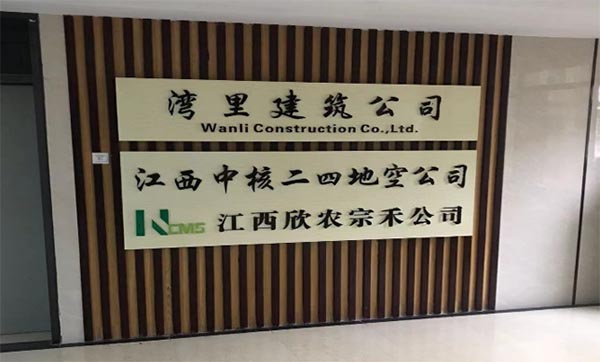 湾里建筑公司
Wanli Construction Co.,Ltd.
江西中核二四地空公司
NCMS 江西欣农宗禾公司